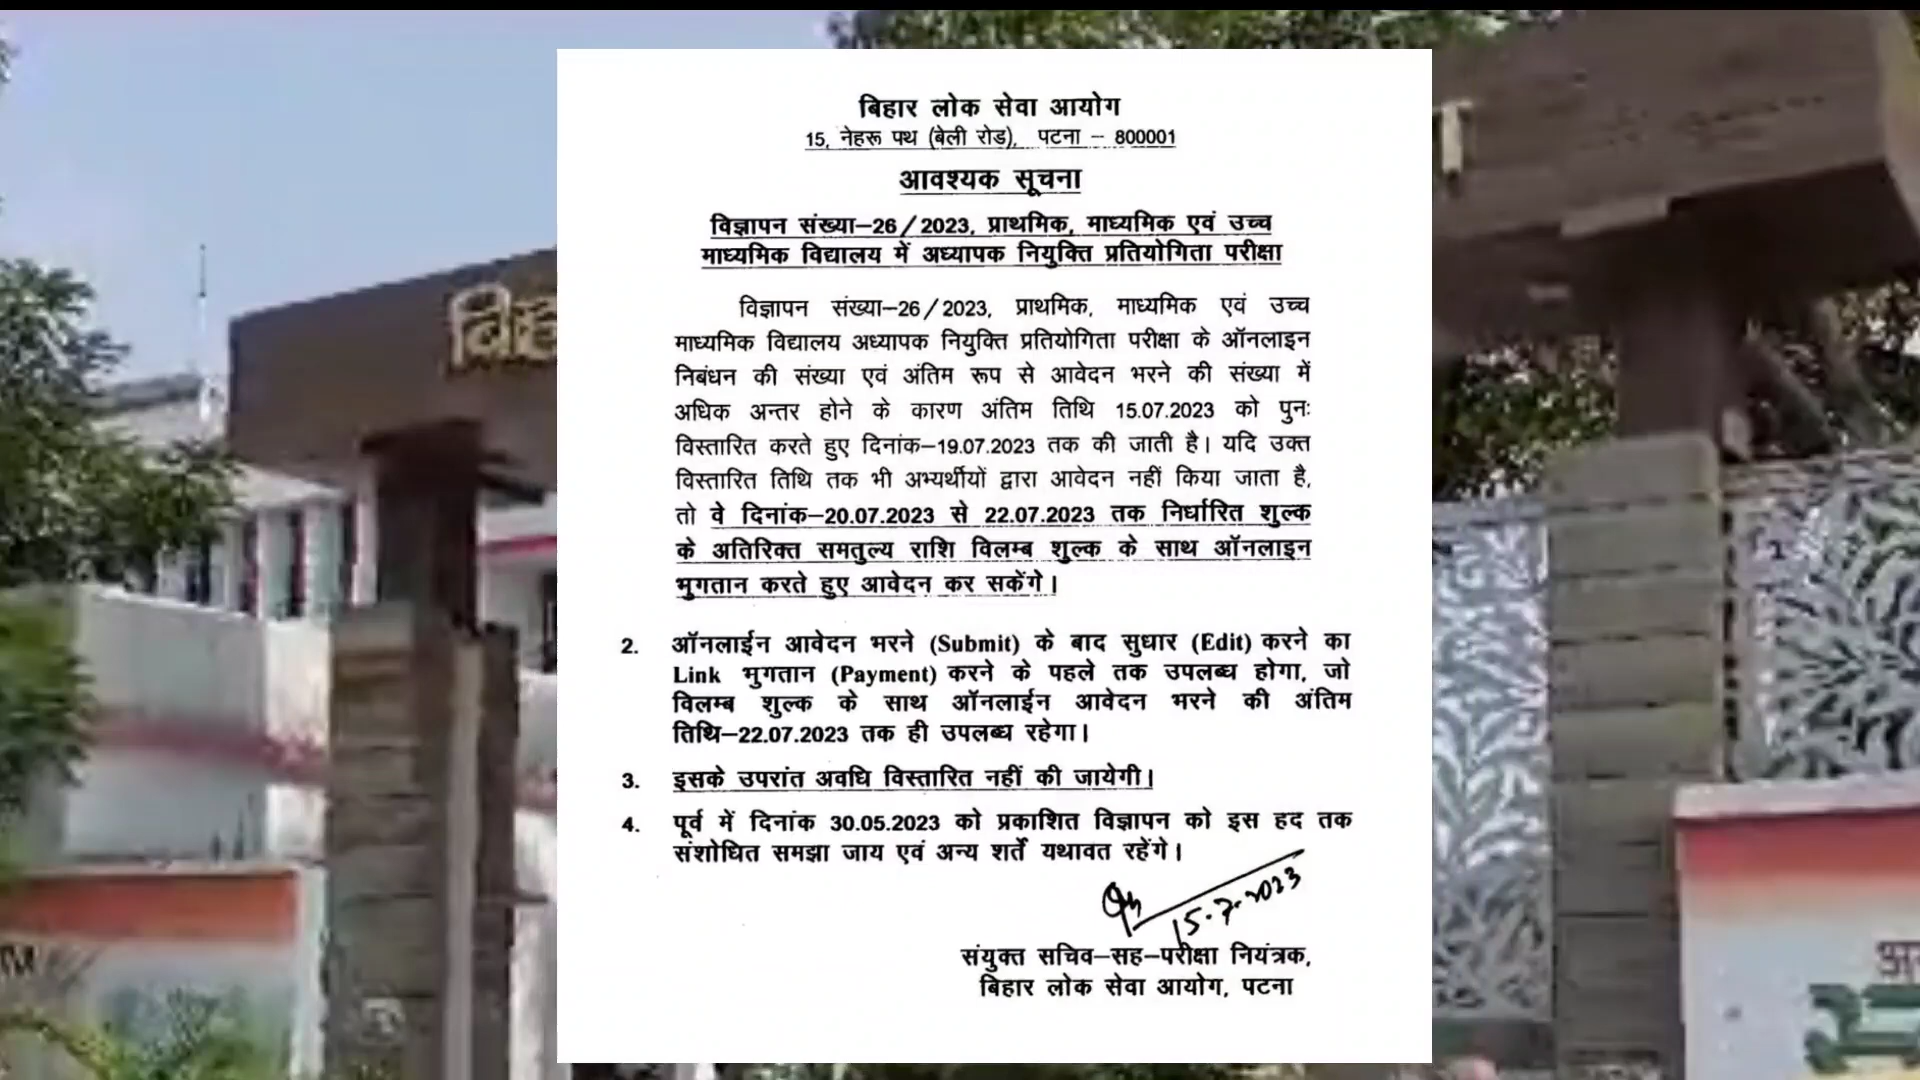 बिहार लोक सेवा आयोग
15, नेहरू पथ (बेली रोड), पटना – 800001
आवश्यक सूचना
विज्ञापन संख्या–26/2023, प्राथमिक, माध्यमिक एवं उच्च
माध्यमिक विद्यालय में अध्यापक नियुक्ति प्रतियोगिता परीक्षा
विज्ञापन संख्या–26/2023, प्राथमिक, माध्यमिक एवं उच्च
माध्यमिक विद्यालय अध्यापक नियुक्ति प्रतियोगिता परीक्षा के ऑनलाइन
निबंधन की संख्या एवं अंतिम रूप से आवेदन भरने की संख्या में
अधिक अन्तर होने के कारण अंतिम तिथि 15.07.2023 को पुनः
विस्तारित करते हुए दिनांक–19.07.2023 तक की जाती है। यदि उक्त
विस्तारित तिथि तक भी अभ्यर्थीयों द्वारा आवेदन नहीं किया जाता है,
तो वे दिनांक–20.07.2023 से 22.07.2023 तक निर्धारित शुल्क
के अतिरिक्त समतुल्य राशि विलम्ब शुल्क के साथ ऑनलाइन
भुगतान करते हुए आवेदन कर सकेंगे।
2. ऑनलाईन आवेदन भरने (Submit) के बाद सुधार (Edit) करने का
Link भुगतान (Payment) करने के पहले तक उपलब्ध होगा, जो
विलम्ब शुल्क के साथ ऑनलाईन आवेदन भरने की अंतिम
तिथि–22.07.2023 तक ही उपलब्ध रहेगा।
3. इसके उपरांत अवधि विस्तारित नहीं की जायेगी।
4. पूर्व में दिनांक 30.05.2023 को प्रकाशित विज्ञापन को इस हद तक
संशोधित समझा जाय एवं अन्य शर्तें यथावत रहेंगे।
15.7.2023
संयुक्त सचिव–सह–परीक्षा नियंत्रक,
बिहार लोक सेवा आयोग, पटना